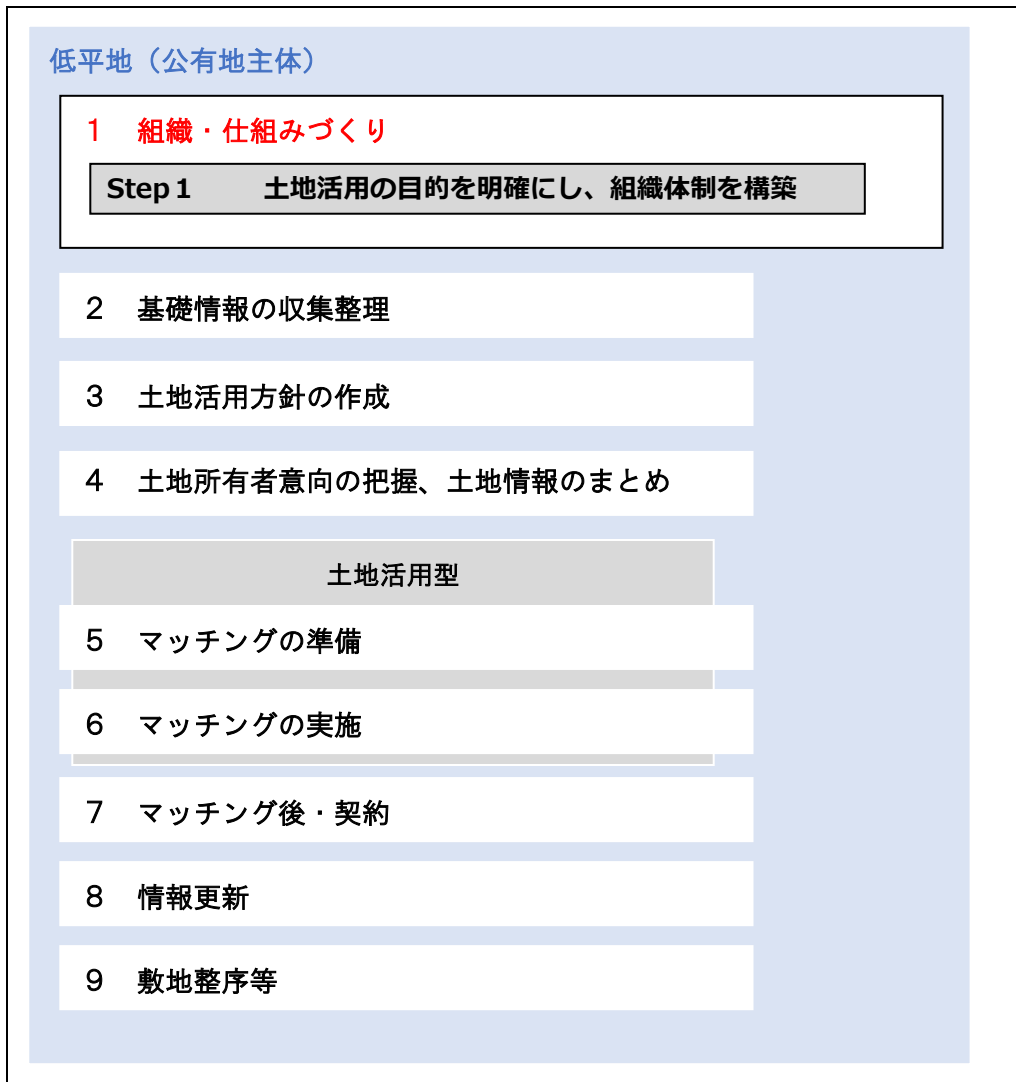 低平地（公有地主体）
１　組織・仕組みづくり
Step１　　土地活用の目的を明確にし、組織体制を構築
２　基礎情報の収集整理
３　土地活用方針の作成
４　土地所有者意向の把握、土地情報のまとめ
土地活用型
５　マッチングの準備
６　マッチングの実施
７　マッチング後・契約
８　情報更新
９　敷地整序等